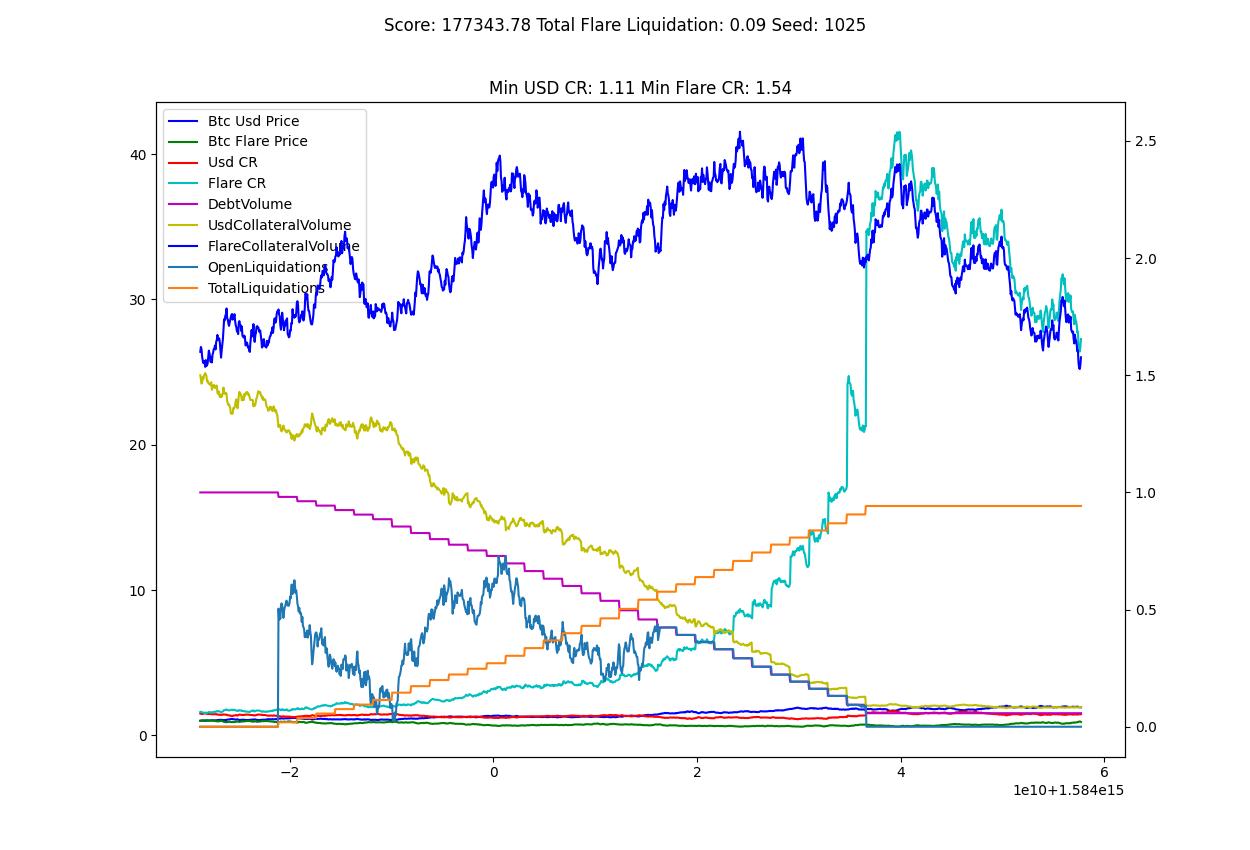 Score: 177343.78 Total Flare Liquidation: 0.09 Seed: 1025
Min USD CR: 1.11 Min Flare CR: 1.54
Btc Usd Price
Btc Flare Price
Usd CR
Flare CR
DebtVolume
UsdCollateralVolume
FlareCollateralVolume
OpenLiquidations
TotalLiquidations
40
30
20
10
0
2.5
2.0
1.5
1.0
0.5
0.0
−2
0
2
4
6
1e10+1.584e15